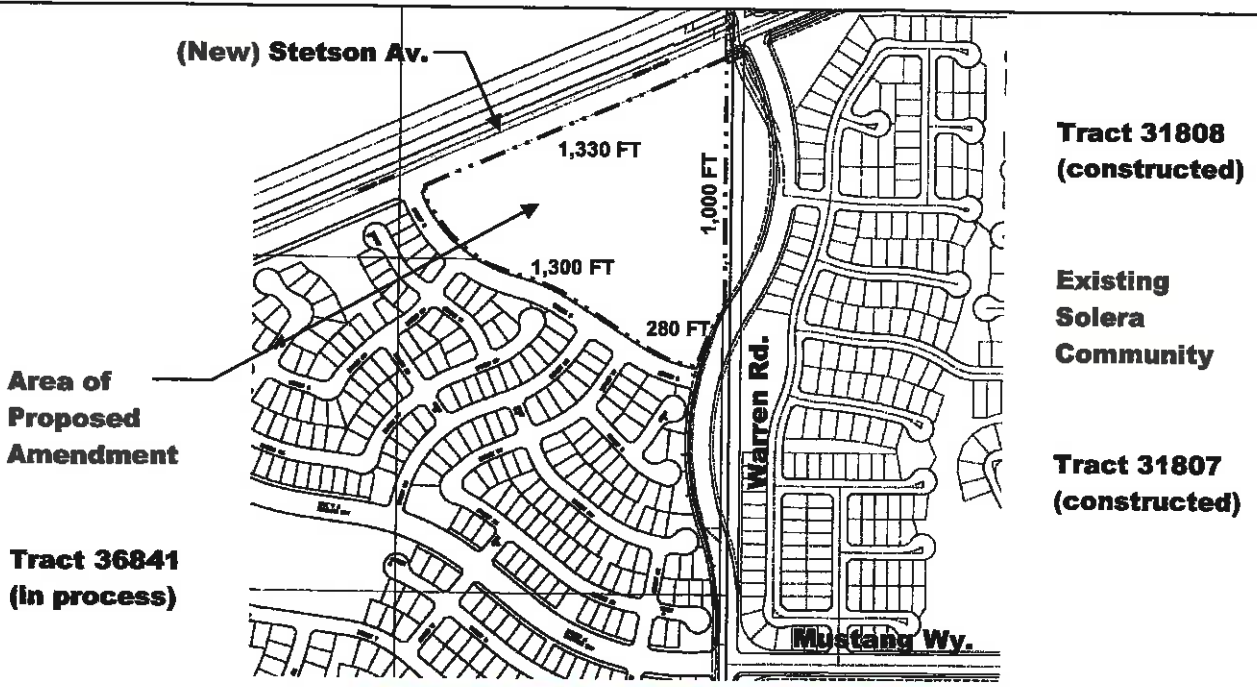 (New) Stetson Av.
1,330 FT
1,000 FT
1,300 FT
280 FT
Warren Rd.
Mustang Wy.
Area of
Proposed
Amendment
Tract 36841
(in process)
Tract 31808
(constructed)
Existing
Solera
Community
Tract 31807
(constructed)